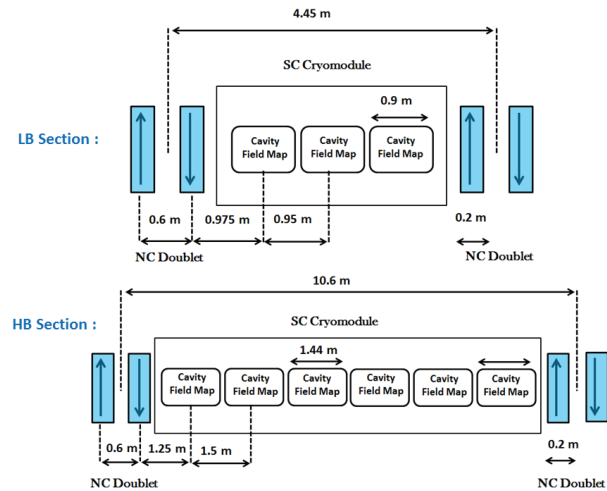 4.45 m
SC Cryomodule
0.9 m
LB Section :
Cavity
Field Map
Cavity
Field Map
Cavity
Field Map
0.6 m
0.975 m
0.95 m
0.2 m
NC Doublet
NC Doublet
10.6 m
HB Section :
SC Cryomodule
1.44 m
Cavity
Field Map
Cavity
Field Map
Cavity
Field Map
Cavity
Field Map
Cavity
Field Map
Cavity
Field Map
0.6 m
1.25 m
1.5 m
0.2 m
NC Doublet
NC Doublet